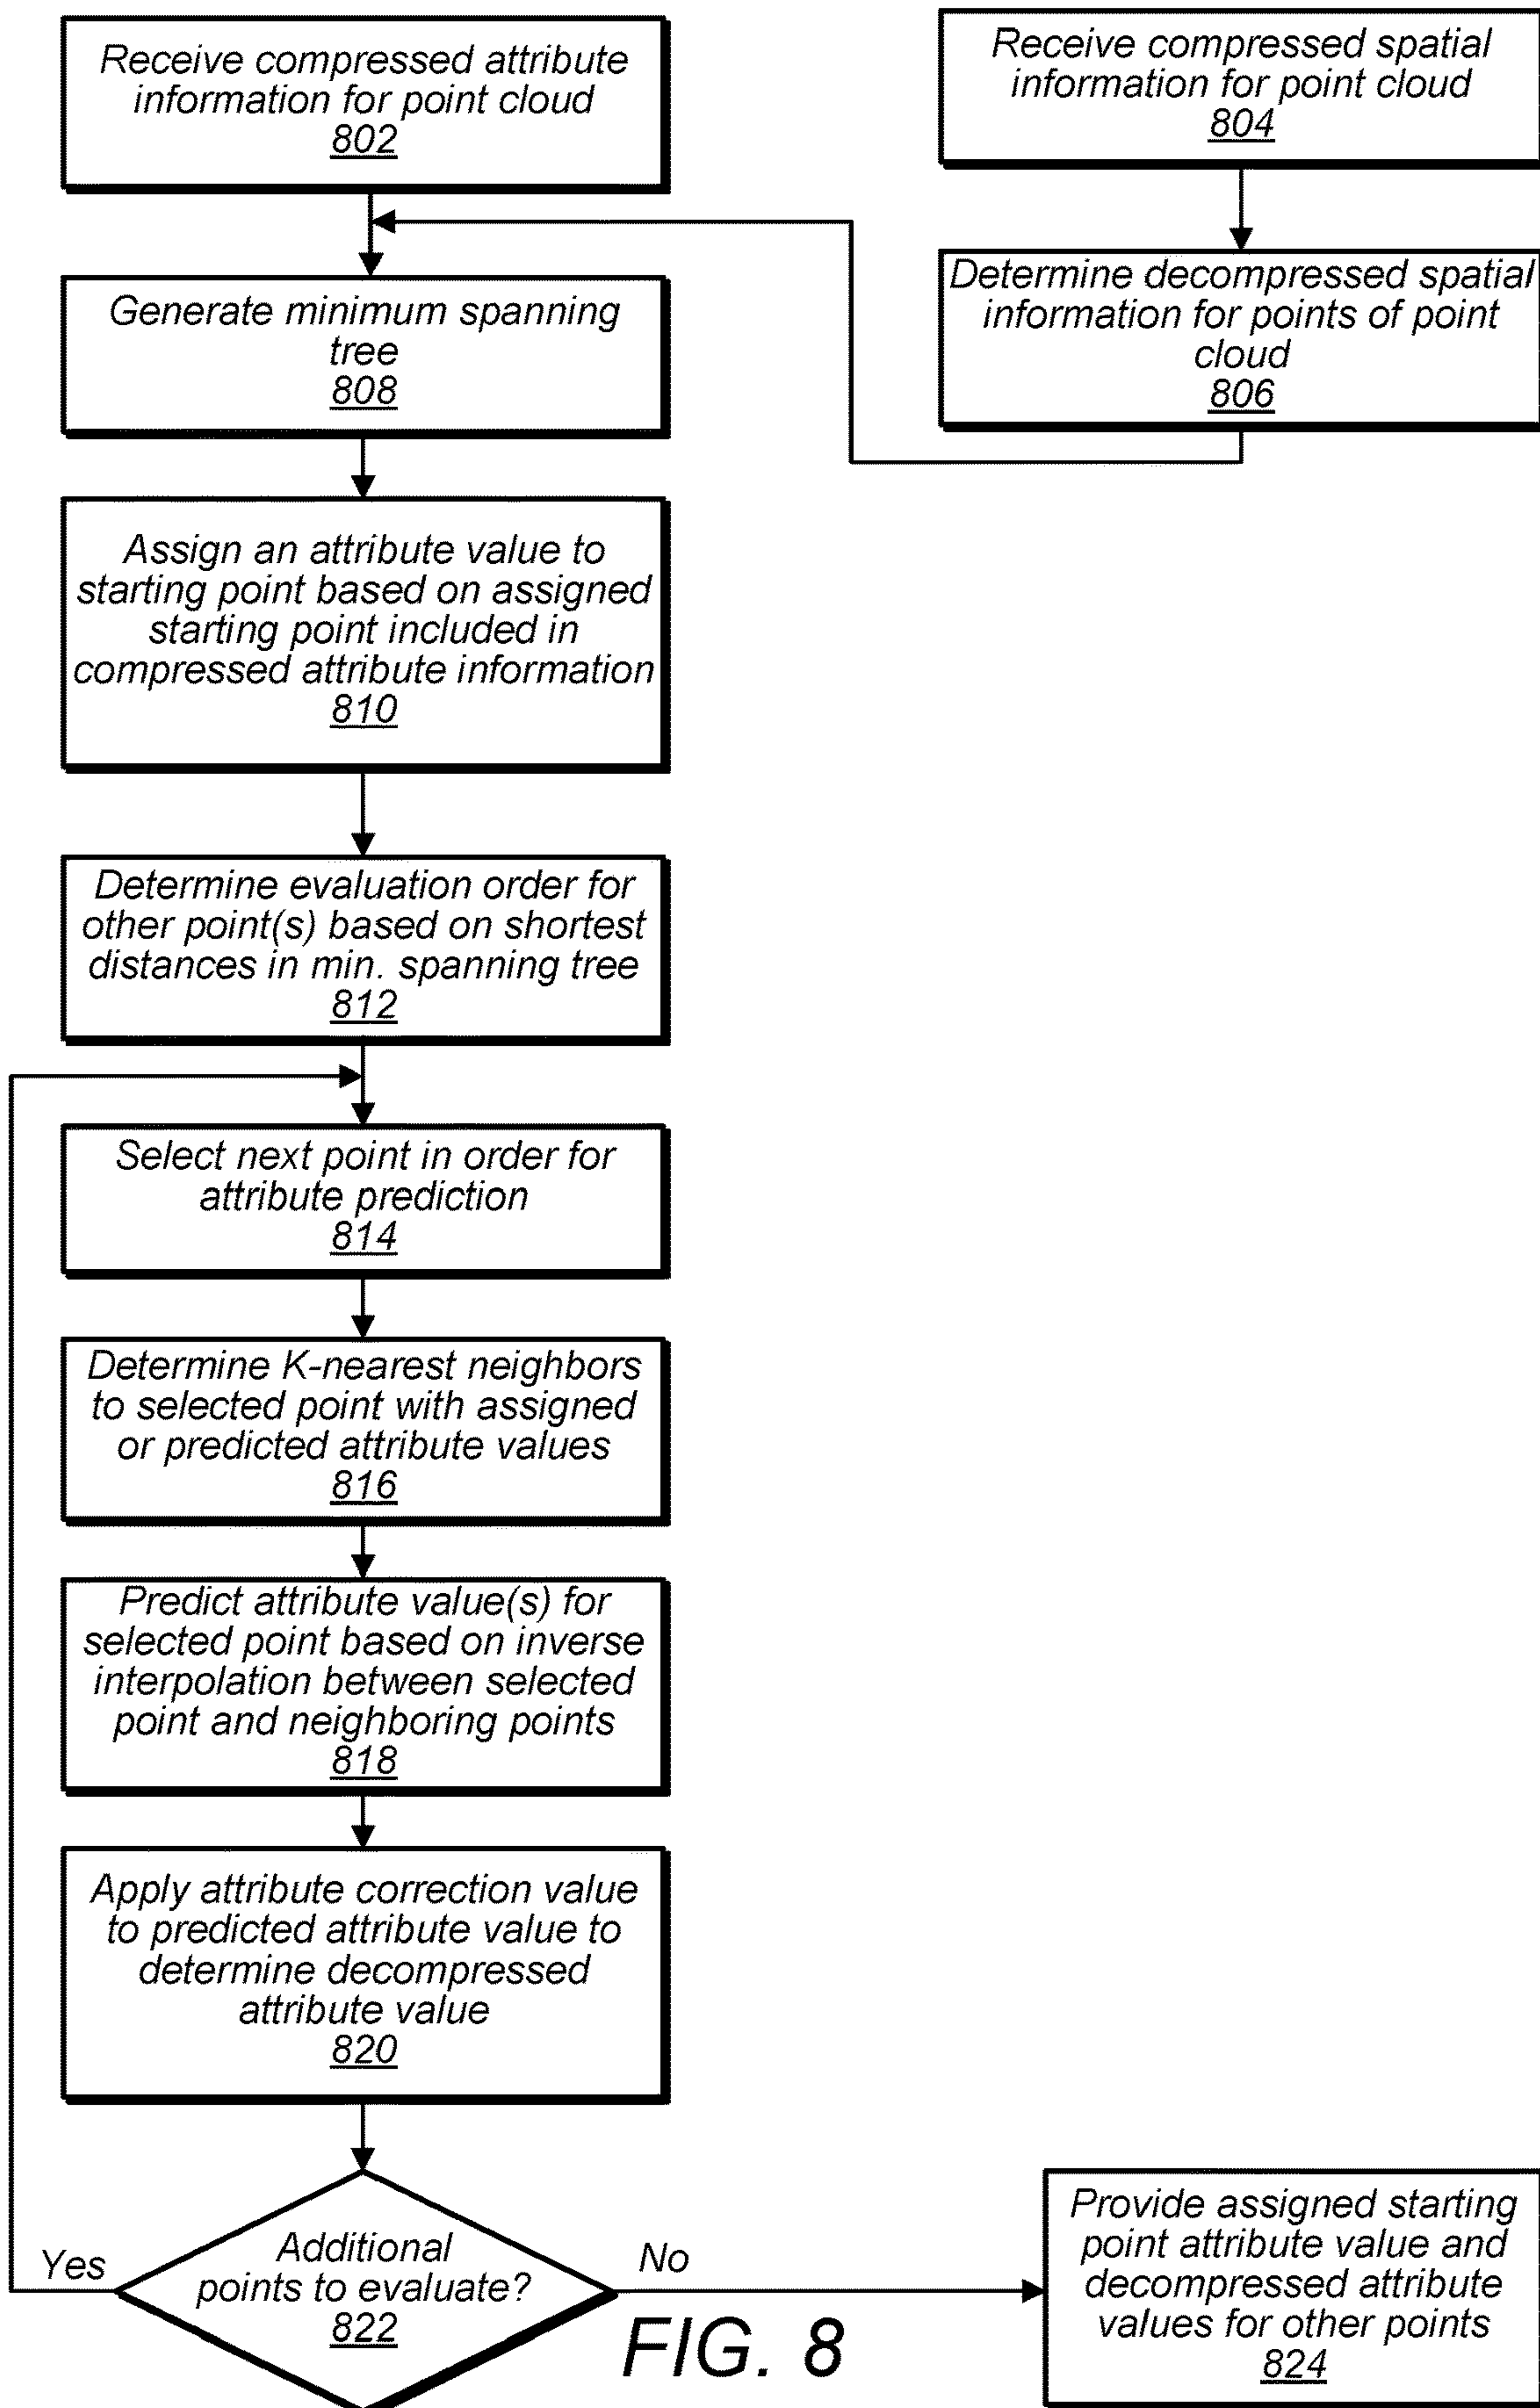 Receive compressed attribute
information for point cloud
802
Receive compressed spatial
information for point cloud
804
Determine decompressed spatial
information for points of point
cloud
806
Generate minimum spanning
tree
808
Assign an attribute value to
starting point based on assigned
starting point included in
compressed attribute information
810
Determine evaluation order for
other point(s) based on shortest
distances in min. spanning tree
812
Select next point in order for
attribute prediction
814
Determine K-nearest neighbors
to selected point with assigned
or predicted attribute values
816
Predict attribute value(s) for
selected point based on inverse
interpolation between selected
point and neighboring points
818
Apply attribute correction value
to predicted attribute value to
determine decompressed
attribute value
820
Yes
Additional
points to evaluate?
822
No
Provide assigned starting
point attribute value and
decompressed attribute
values for other points
824
FIG. 8